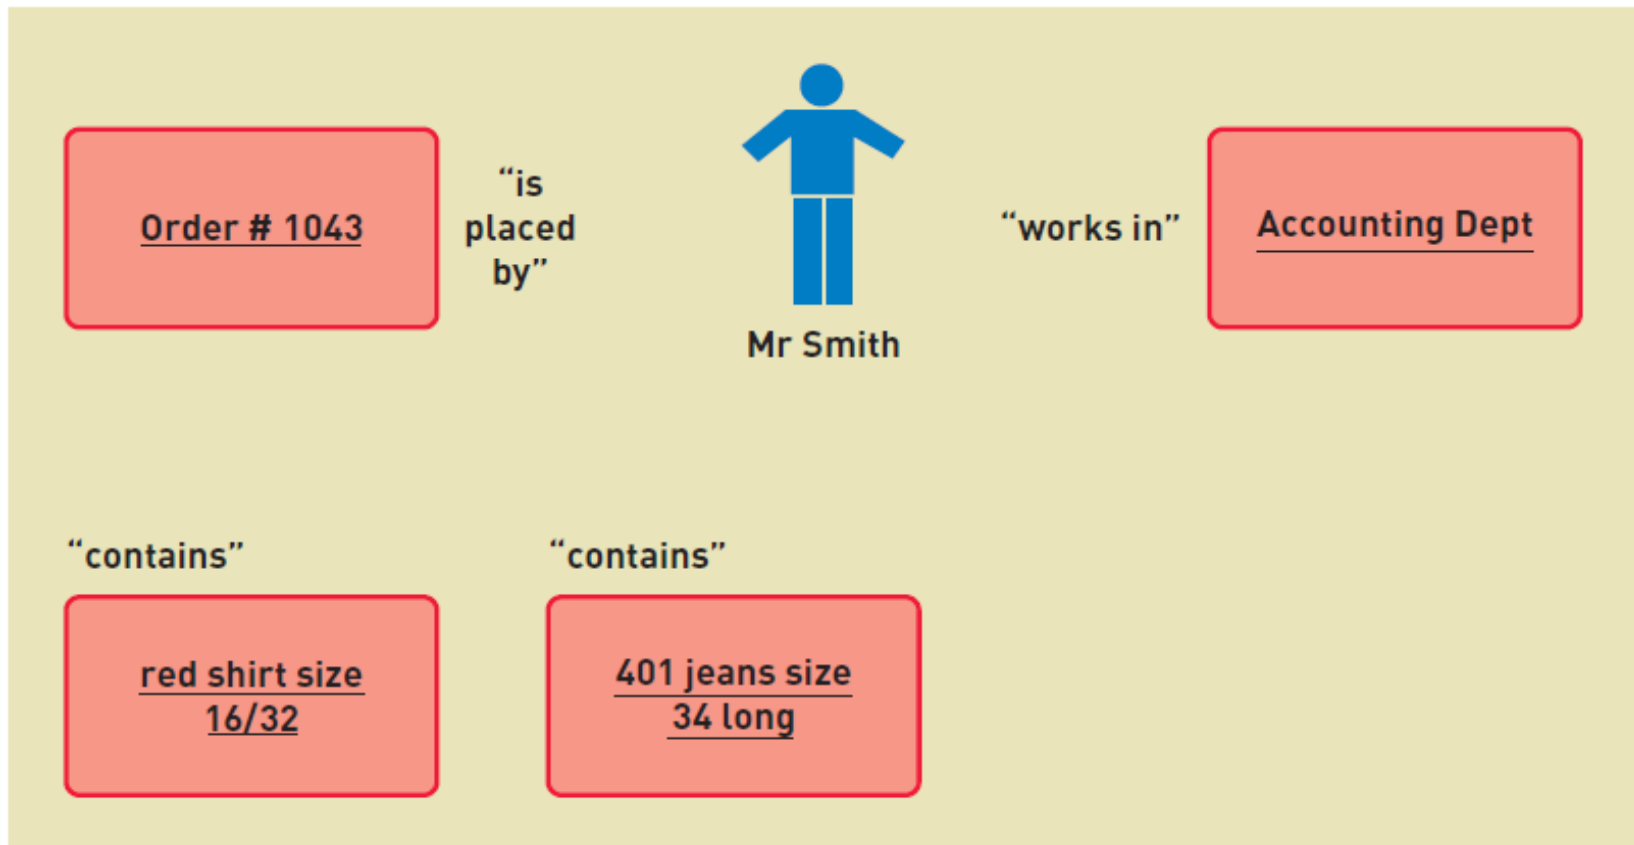 Order # 1043
“is
placed
by”
Mr Smith
“works in”
Accounting Dept
“contains”
red shirt size
16/32
“contains”
401 jeans size
34 long